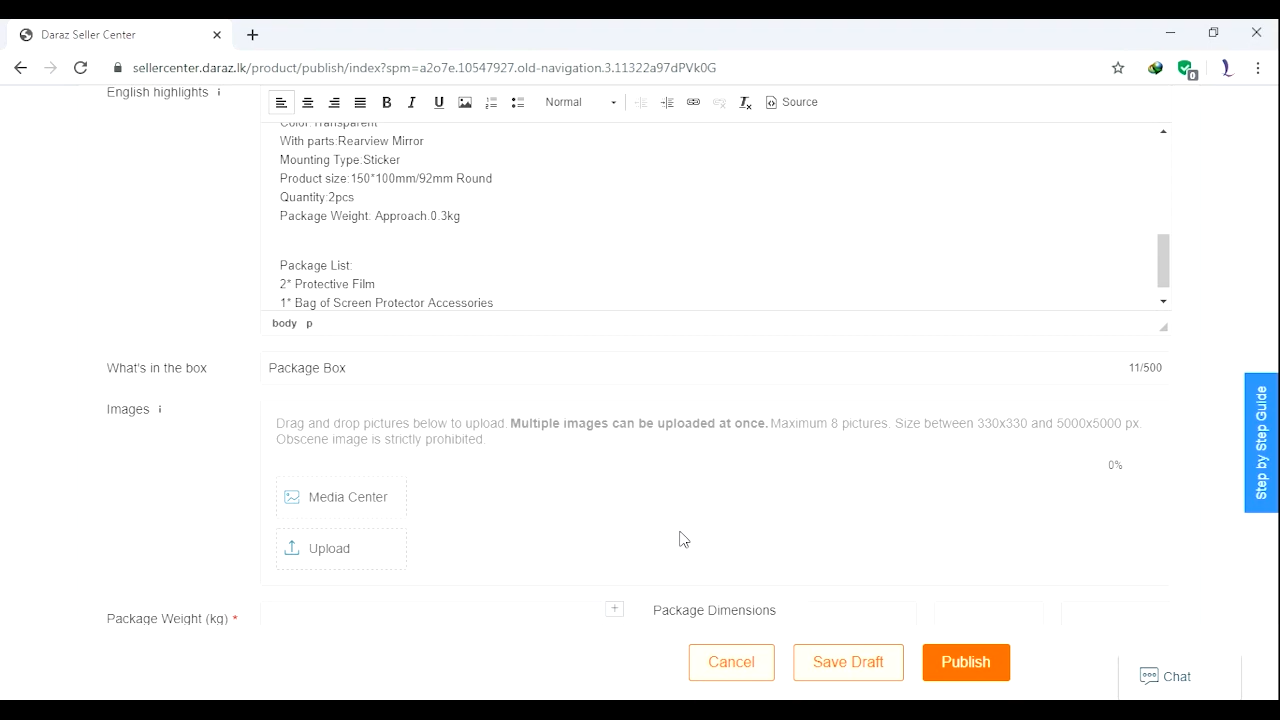 Daraz Seller Center
sellercenter.daraz.lk/product/publish/index?spm=a2o7e.10547927.old-navigation.3.11322a97dPVk0G
0
English highlights i
B I U Normal Source
Color:Transparent
With parts:Rearview Mirror
Mounting Type:Sticker
Product size:150*100mm/92mm Round
Quantity:2pcs
Package Weight: Approach.0.3kg
Package List:
2* Protective Film
1* Bag of Screen Protector Accessories
body p
What's in the box
Package Box
11/500
Images i
Drag and drop pictures below to upload. Multiple images can be uploaded at once. Maximum 8 pictures. Size between 330x330 and 5000x5000 px.
Obscene image is strictly prohibited.
0%
Media Center
Upload
Step by Step Guide
Package Weight (kg) *
Package Dimensions
Cancel
Save Draft
Publish
Chat